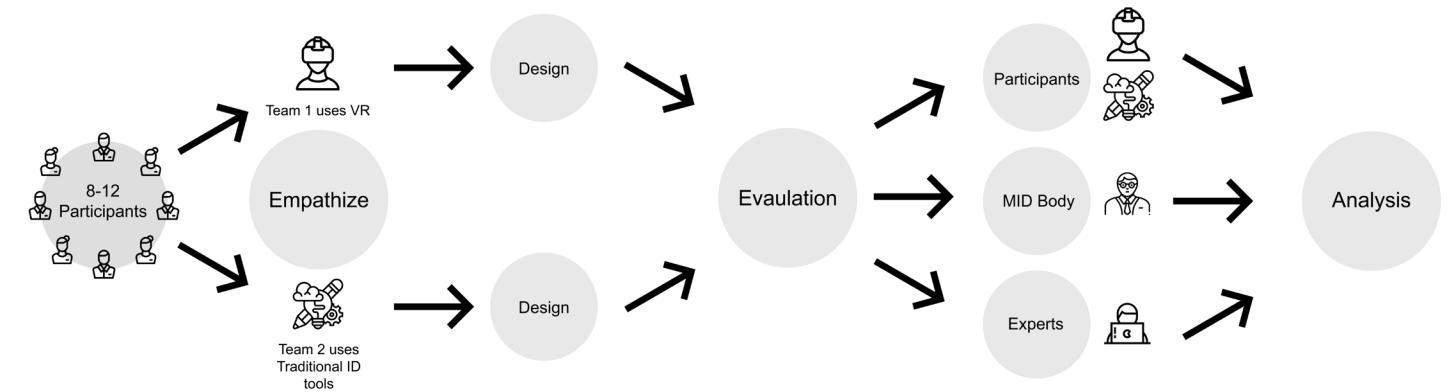 8-12
Participants
Team 1 uses VR
Empathize
Team 2 uses
Traditional ID
tools
Design
Design
Evaulation
Participants
MID Body
Experts
Analysis